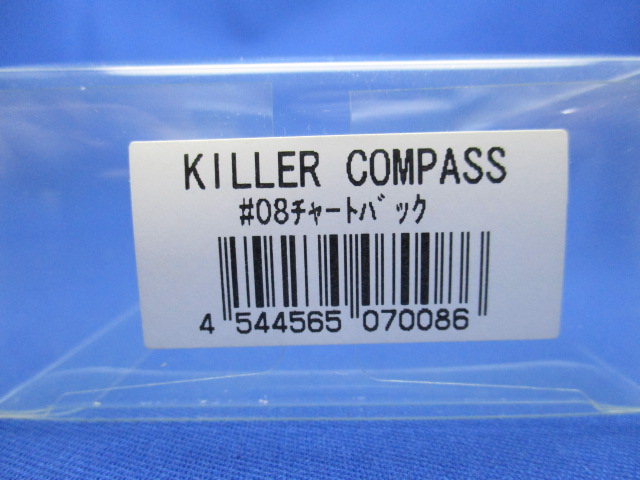 KILLER COMPASS
#08ﾁｬｰﾄﾊﾞｯｸ
4 544565 070086